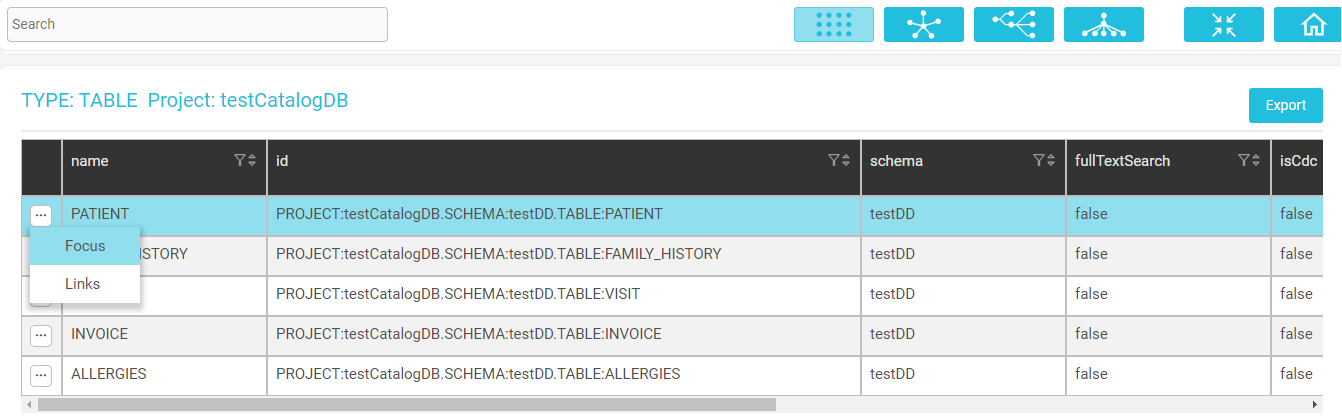 Search
TYPE: TABLE Project: testCatalogDB
Export
name id schema fullTextSearch isCdc
... PATIENT PROJECT:testCatalogDB.SCHEMA:testDD.TABLE:PATIENT testDD false false
Focus
ISTORY PROJECT:testCatalogDB.SCHEMA:testDD.TABLE:FAMILY_HISTORY testDD false false
Links
PROJECT:testCatalogDB.SCHEMA:testDD.TABLE:VISIT testDD false false
... INVOICE PROJECT:testCatalogDB.SCHEMA:testDD.TABLE:INVOICE testDD false false
... ALLERGIES PROJECT:testCatalogDB.SCHEMA:testDD.TABLE:ALLERGIES testDD false false